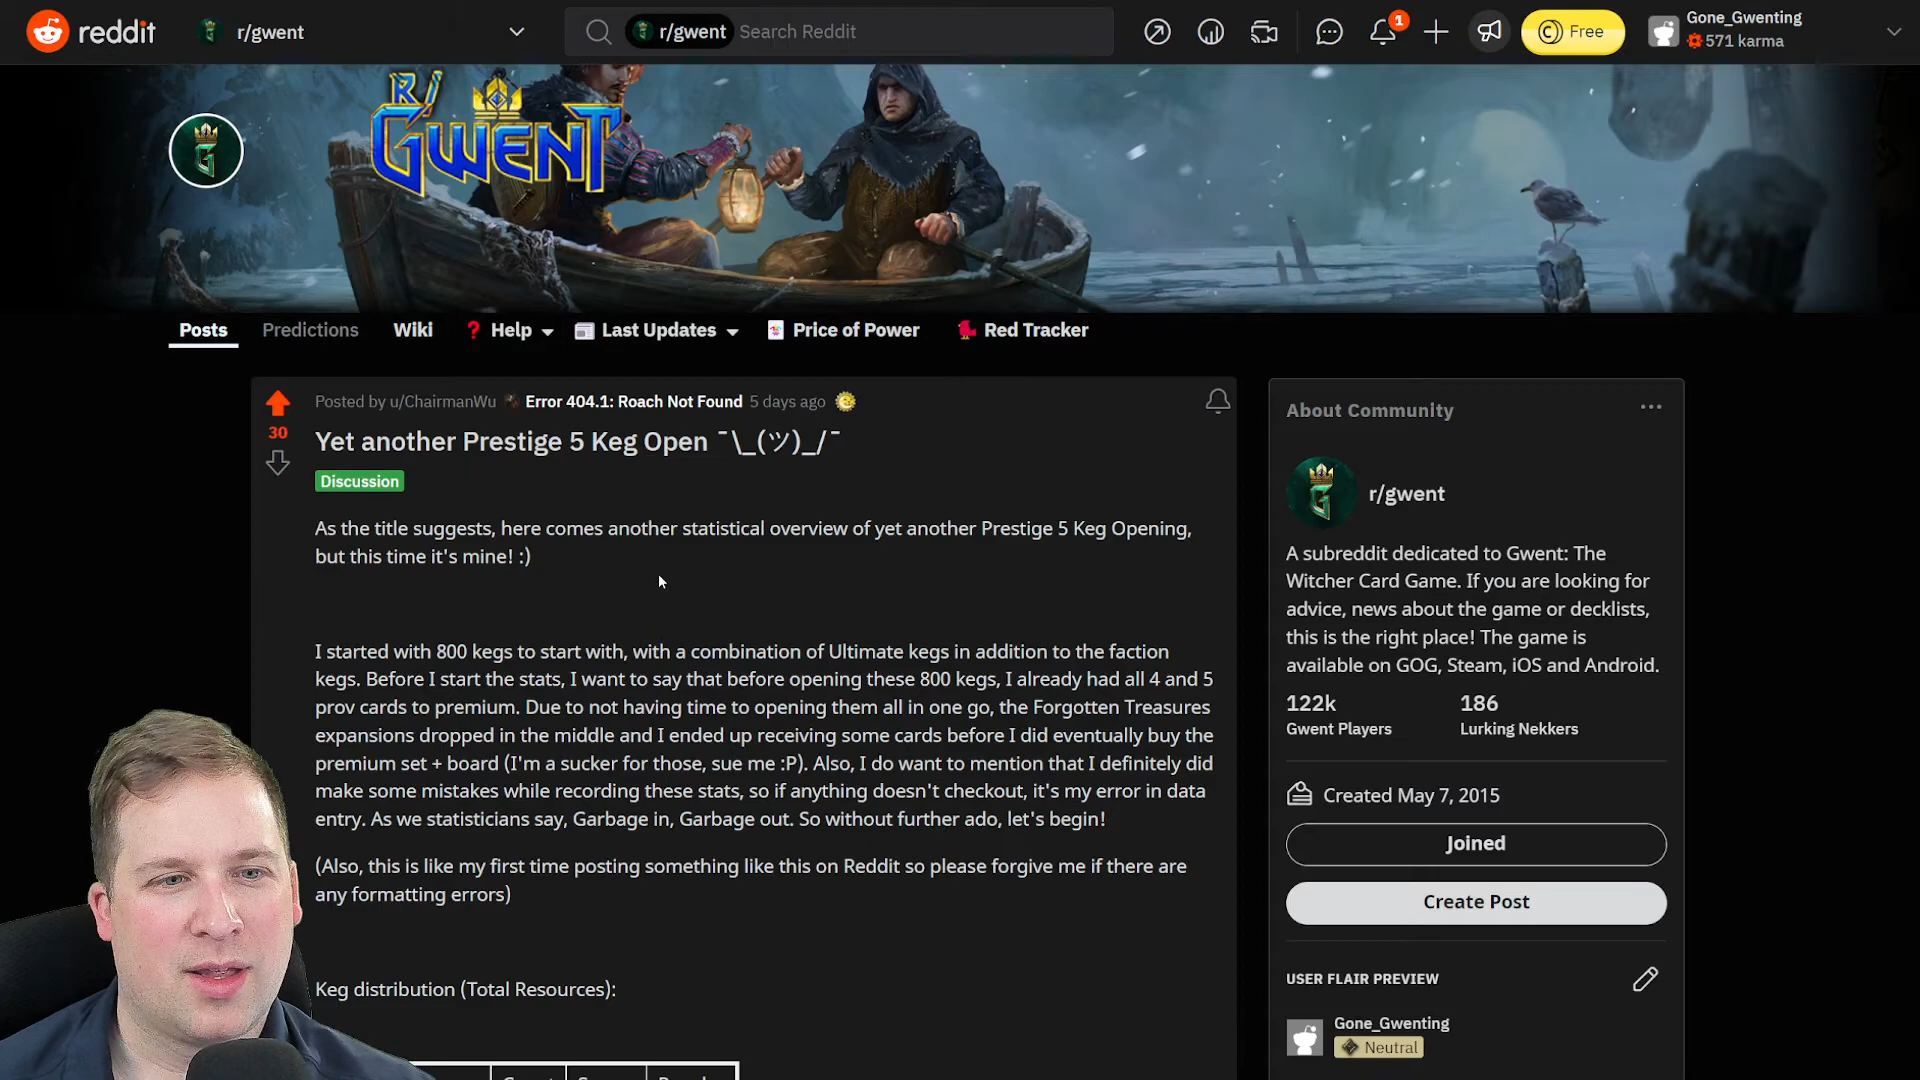 reddit r/gwent r/gwent Search Reddit 1 Free Gone_Gwenting
571 karma
R/
GWENT
Posts Predictions Wiki ? Help Last Updates Price of Power Red Tracker
Posted by u/ChairmanWu Error 404.1: Roach Not Found 5 days ago
30
Yet another Prestige 5 Keg Open ¯\_(ツ)_/¯
Discussion
As the title suggests, here comes another statistical overview of yet another Prestige 5 Keg Opening,
but this time it's mine! :)
I started with 800 kegs to start with, with a combination of Ultimate kegs in addition to the faction
kegs. Before I start the stats, I want to say that before opening these 800 kegs, I already had all 4 and 5
prov cards to premium. Due to not having time to opening them all in one go, the Forgotten Treasures
expansions dropped in the middle and I ended up receiving some cards before I did eventually buy the
premium set + board (I'm a sucker for those, sue me :P). Also, I do want to mention that I definitely did
make some mistakes while recording these stats, so if anything doesn't checkout, it's my error in data
entry. As we statisticians say, Garbage in, Garbage out. So without further ado, let's begin!
(Also, this is like my first time posting something like this on Reddit so please forgive me if there are
any formatting errors)
Keg distribution (Total Resources):
About Community
r/gwent
A subreddit dedicated to Gwent: The
Witcher Card Game. If you are looking for
advice, news about the game or decklists,
this is the right place! The game is
available on GOG, Steam, iOS and Android.
122k 186
Gwent Players Lurking Nekkers
Created May 7, 2015
Joined
Create Post
USER FLAIR PREVIEW
Gone_Gwenting
Neutral